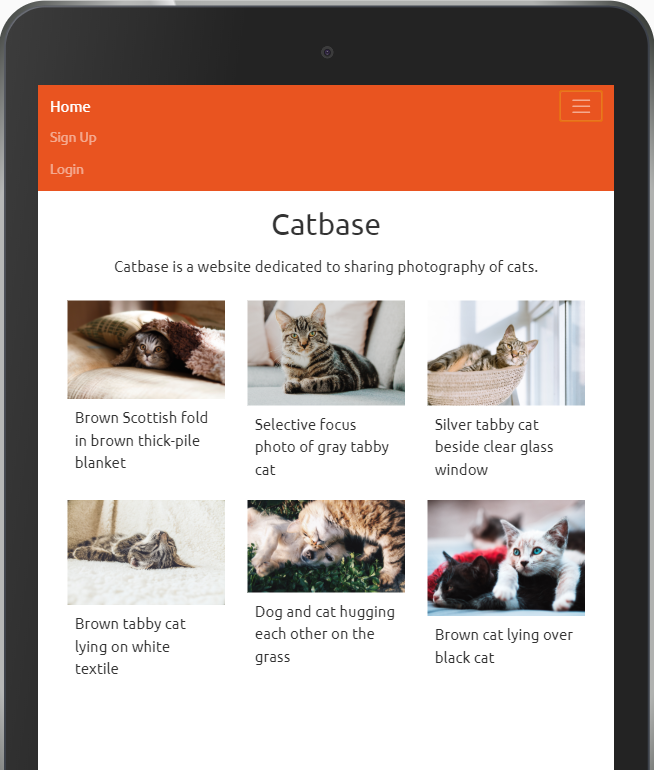 Home
Sign Up
Login
Catbase
Catbase is a website dedicated to sharing photography of cats.
Brown Scottish fold
in brown thick-pile
blanket
Selective focus
photo of gray tabby
cat
Silver tabby cat
beside clear glass
window
Brown tabby cat
lying on white
textile
Dog and cat hugging
each other on the
grass
Brown cat lying over
black cat